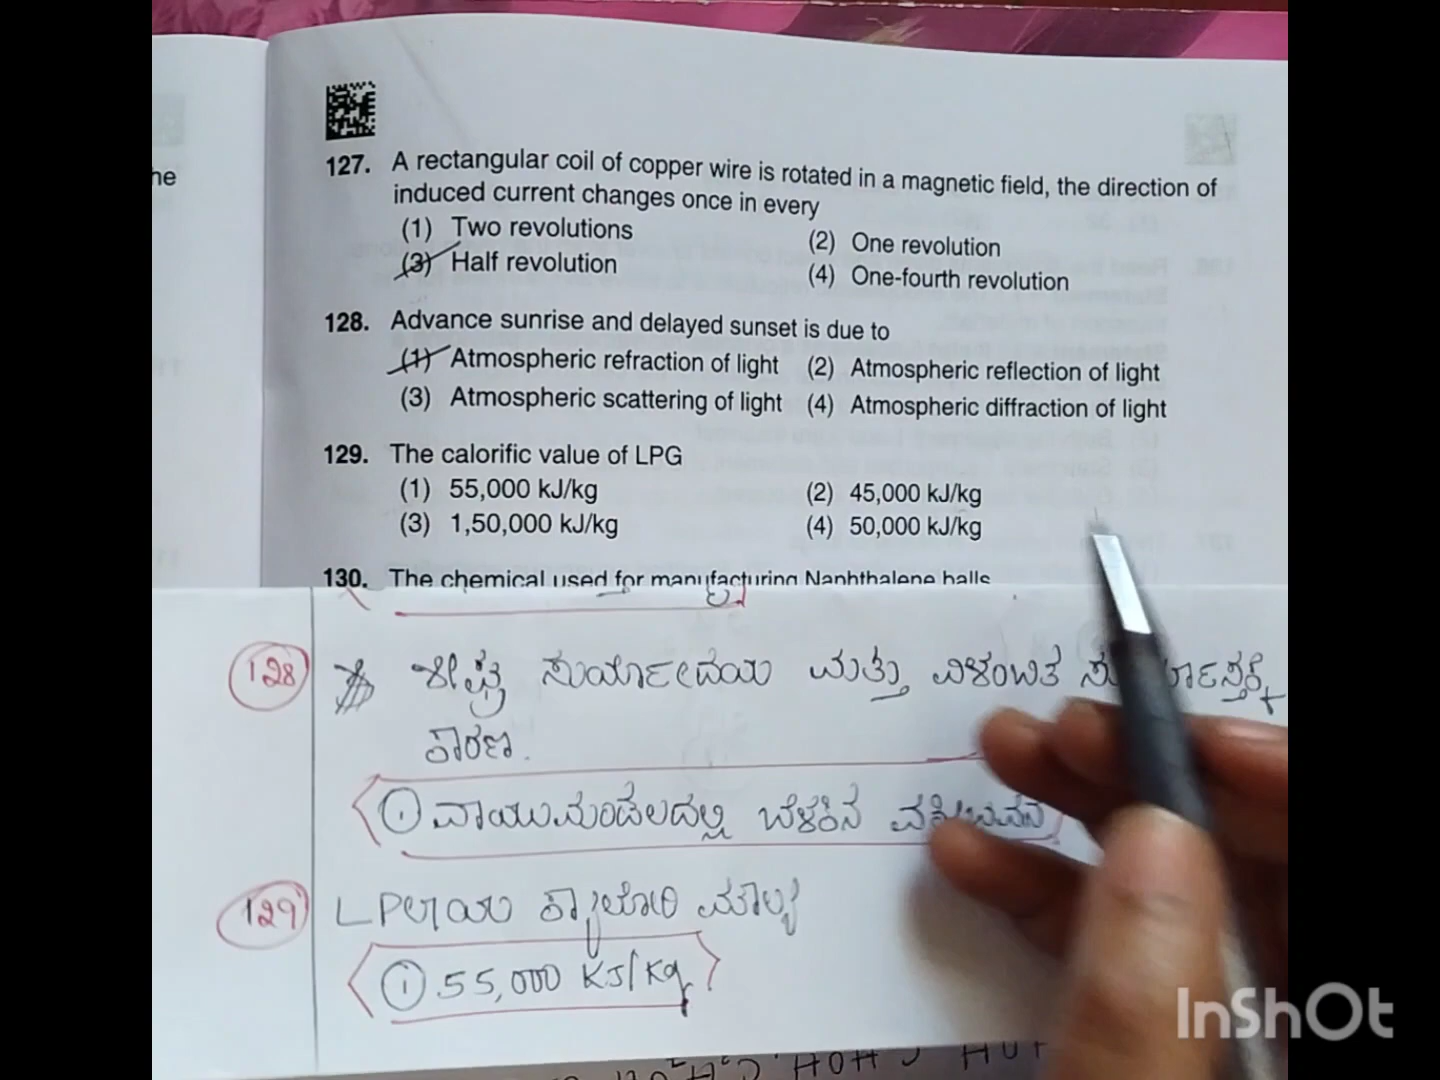 he
127. A rectangular coil of copper wire is rotated in a magnetic field, the direction of
induced current changes once in every
(1) Two revolutions (2) One revolution
(3) Half revolution (4) One-fourth revolution
128. Advance sunrise and delayed sunset is due to
(1) Atmospheric refraction of light (2) Atmospheric reflection of light
(3) Atmospheric scattering of light (4) Atmospheric diffraction of light
129. The calorific value of LPG
(1) 55,000 kJ/kg (2) 45,000 kJ/kg
(3) 1,50,000 kJ/kg (4) 50,000 kJ/kg
130. The chemical used for manufacturing Naphthalene balls
128 ಶೀಘ್ರ ಸುರ್ಯೋದಯ ಮತ್ತು ವಿಳಂಬಿತ
ಕಾರಣ.
1 ವಾಯುಮಂಡಲದಲ್ಲಿ ಬೆಳಕಿನ
129 LPGಯ ಕ್ಯಾಲೋರಿ ಮೌಲ್ಯ
1 55,000 KJ/Kg
InShOt